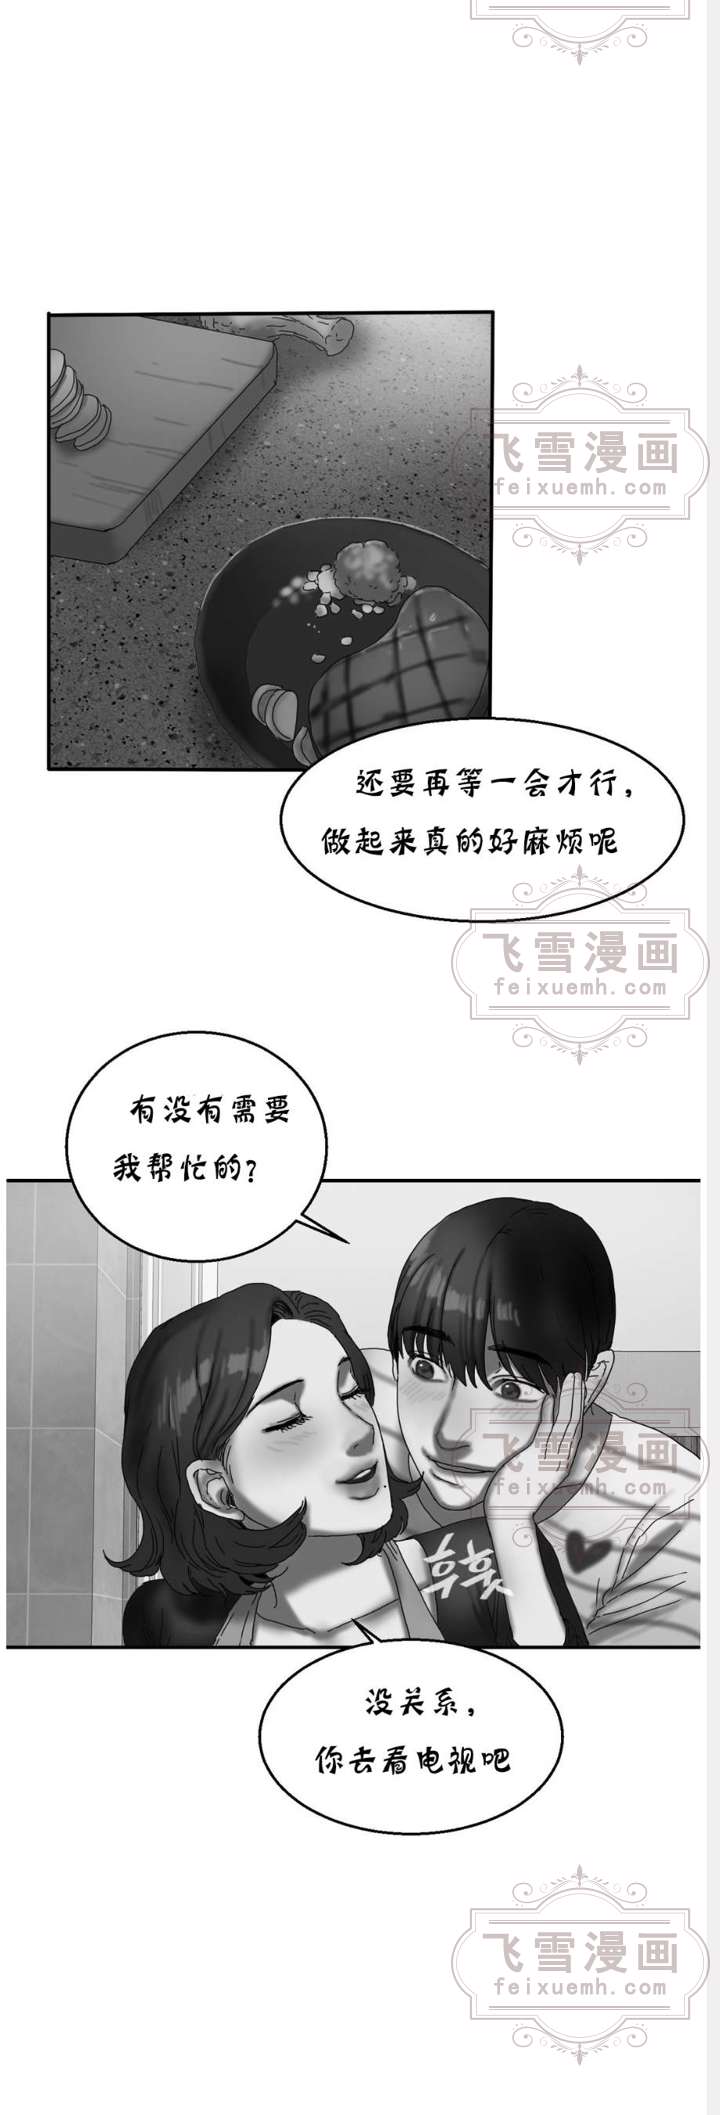 飞雪漫画
feixuemh.com
还要再等一会才行，
做起来真的好麻烦呢
飞雪漫画
feixuemh.com
有没有需要
我帮忙的?
飞雪漫画
feixuemh.com
没关系，
你去看电视吧
飞雪漫画
feixuemh.com